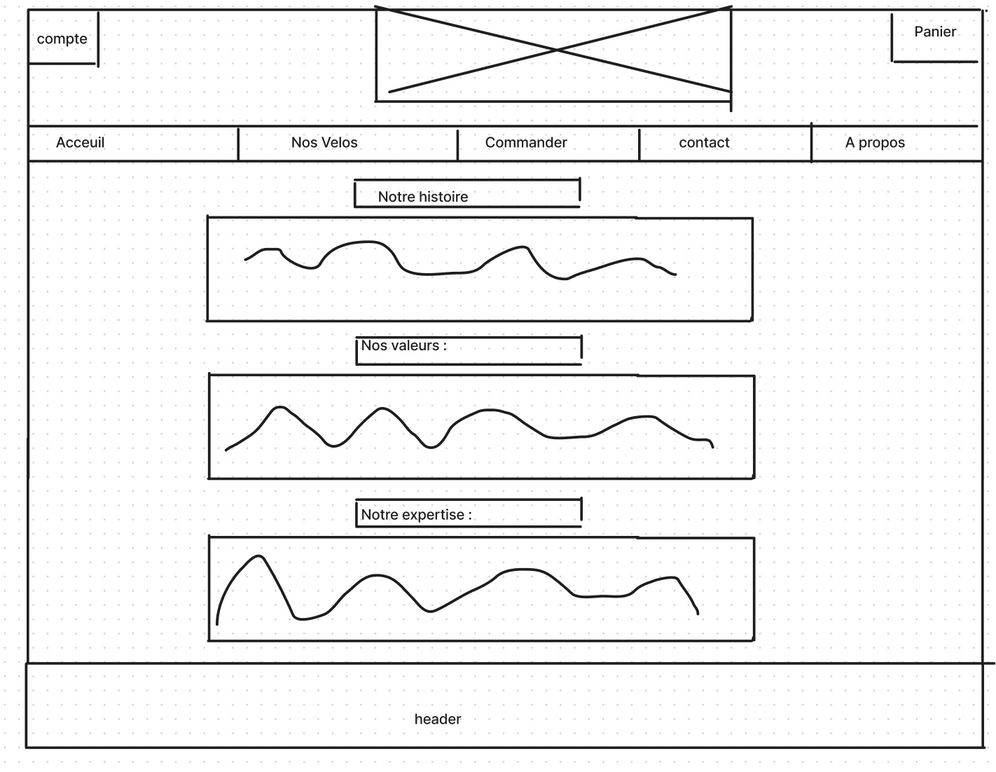 compte
Panier
Acceuil
Nos Velos
Commander
contact
A propos
Notre histoire
Nos valeurs :
Notre expertise :
header